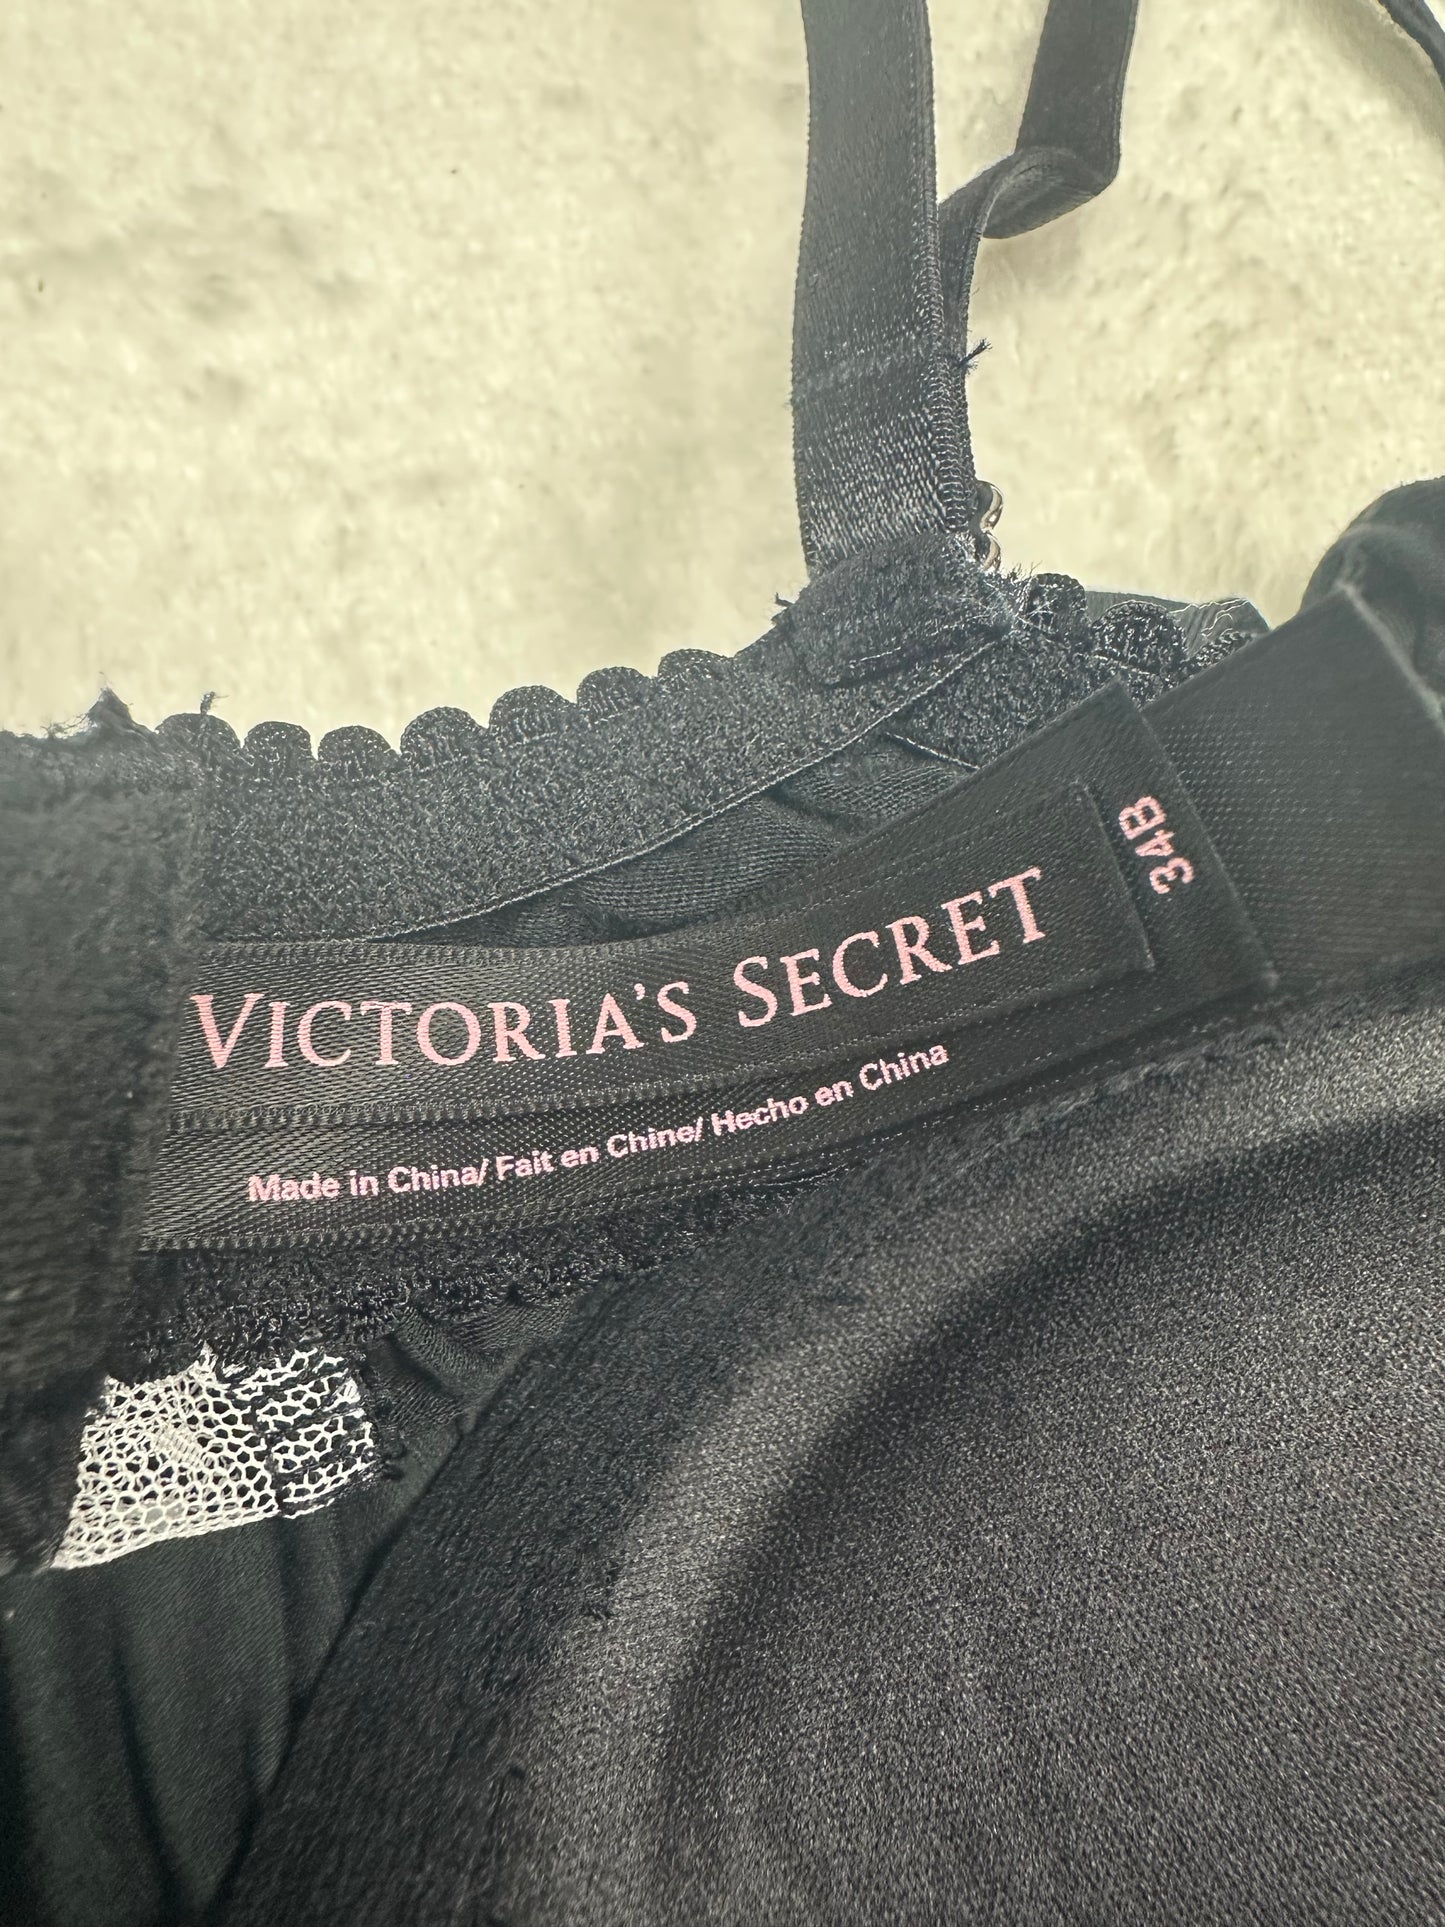 VICTORIA'S SECRET
34B
Made in China/ Fait en Chine/ Hecho en China